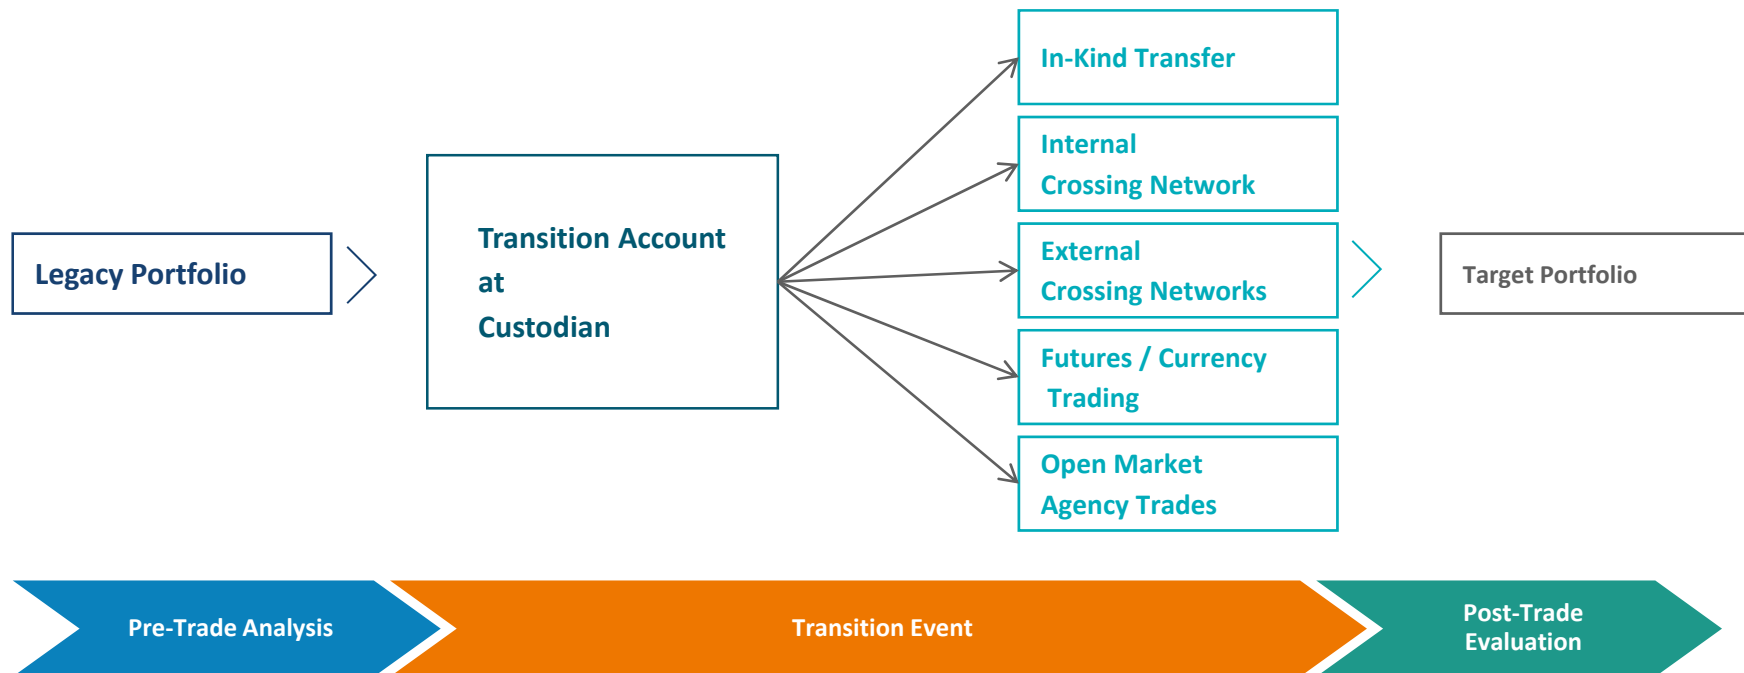 Legacy Portfolio
Transition Account
at
Custodian
In-Kind Transfer
Internal
Crossing Network
External
Crossing Networks
Futures / Currency
Trading
Open Market
Agency Trades
Target Portfolio
Pre-Trade Analysis
Transition Event
Post-Trade
Evaluation